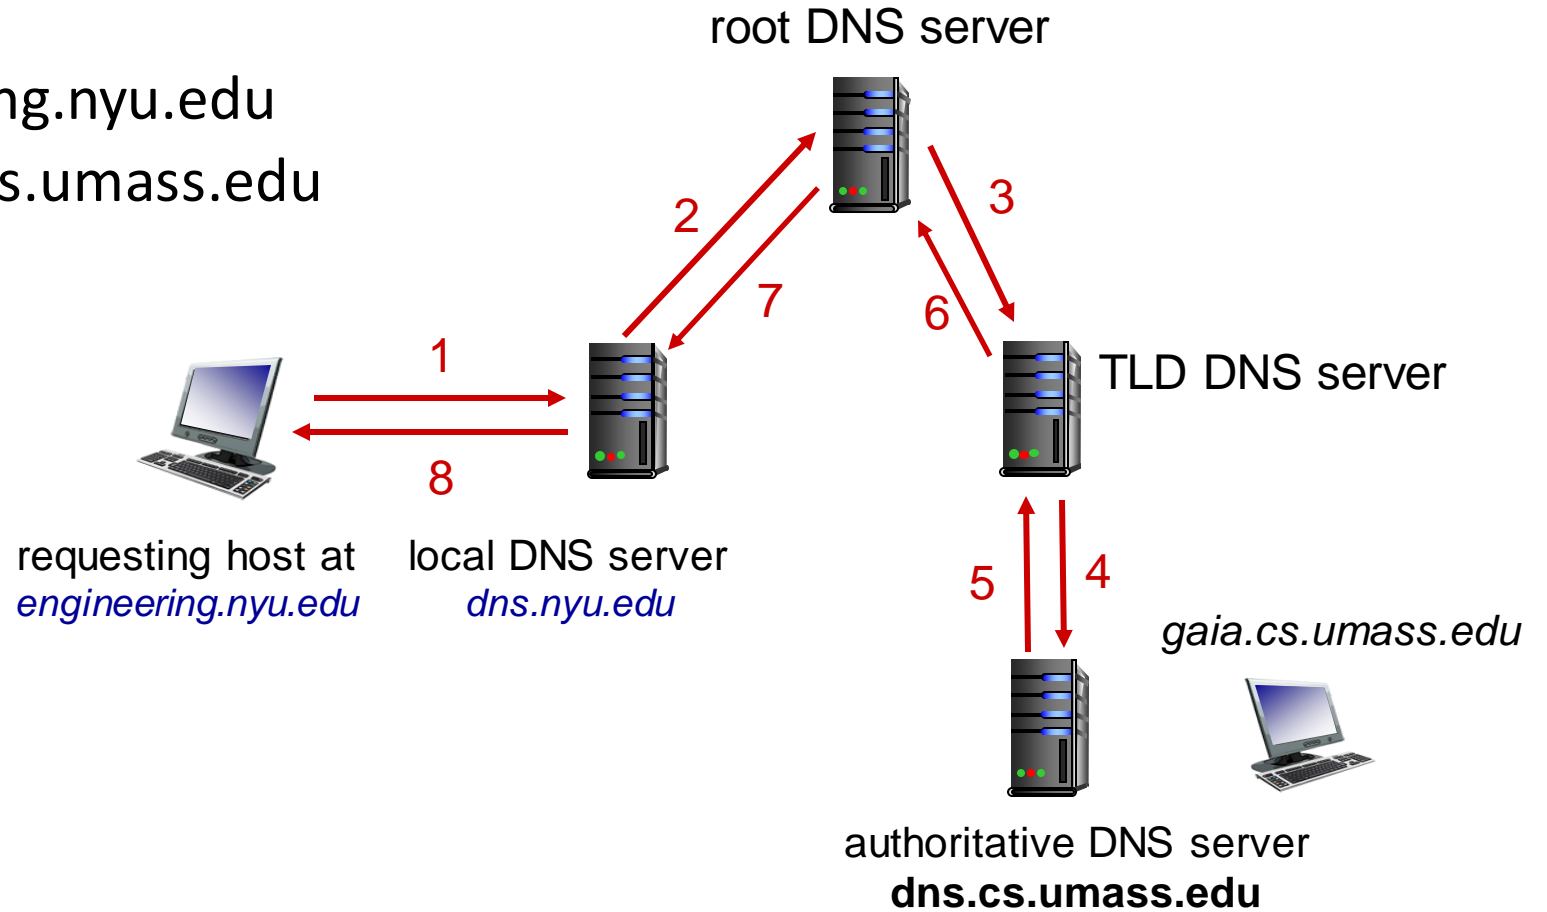 root DNS server
ng.nyu.edu
s.umass.edu
2
3
7
6
1
TLD DNS server
8
requesting host at
engineering.nyu.edu
local DNS server
dns.nyu.edu
5
4
gaia.cs.umass.edu
authoritative DNS server
dns.cs.umass.edu